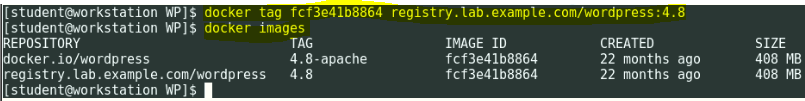 [student@workstation WP]$ docker tag fcf3e41b8864 registry.lab.example.com/wordpress:4.8
[student@workstation WP]$ docker images
REPOSITORY TAG IMAGE ID CREATED SIZE
docker.io/wordpress 4.8-apache fcf3e41b8864 22 months ago 408 MB
registry.lab.example.com/wordpress 4.8 fcf3e41b8864 22 months ago 408 MB
[student@workstation WP]$